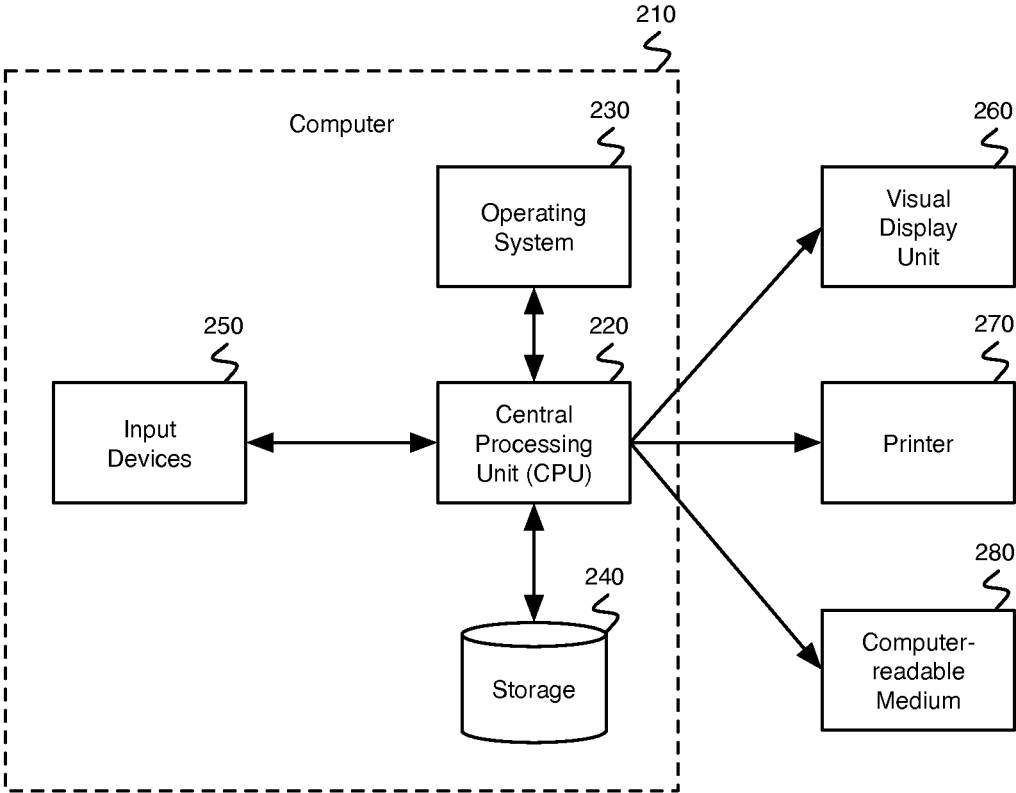 210
Computer
230
Operating
System
260
Visual
Display
Unit
250
Input
Devices
220
Central
Processing
Unit (CPU)
270
Printer
240
Storage
280
Computer-
readable
Medium